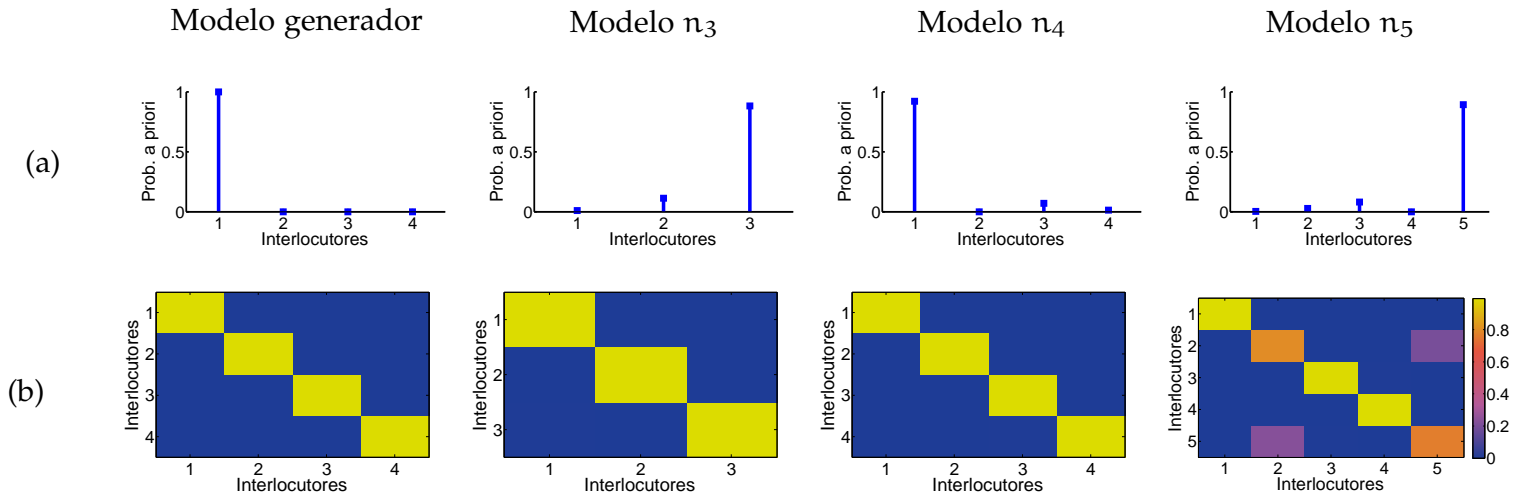 Modelo generador
Modelo n3
Modelo n4
Modelo n5
(a)
Prob. a priori
1
0.5
0
1 2 3 4
Interlocutores
Prob. a priori
1
0.5
0
1 2 3
Interlocutores
Prob. a priori
1
0.5
0
1 2 3 4
Interlocutores
Prob. a priori
1
0.5
0
1 2 3 4 5
Interlocutores
(b)
Interlocutores
1
2
3
4
1 2 3 4
Interlocutores
Interlocutores
1
2
3
1 2 3
Interlocutores
Interlocutores
1
2
3
4
1 2 3 4
Interlocutores
Interlocutores
1
2
3
4
5
1 2 3 4 5
Interlocutores
0.8
0.6
0.4
0.2
0